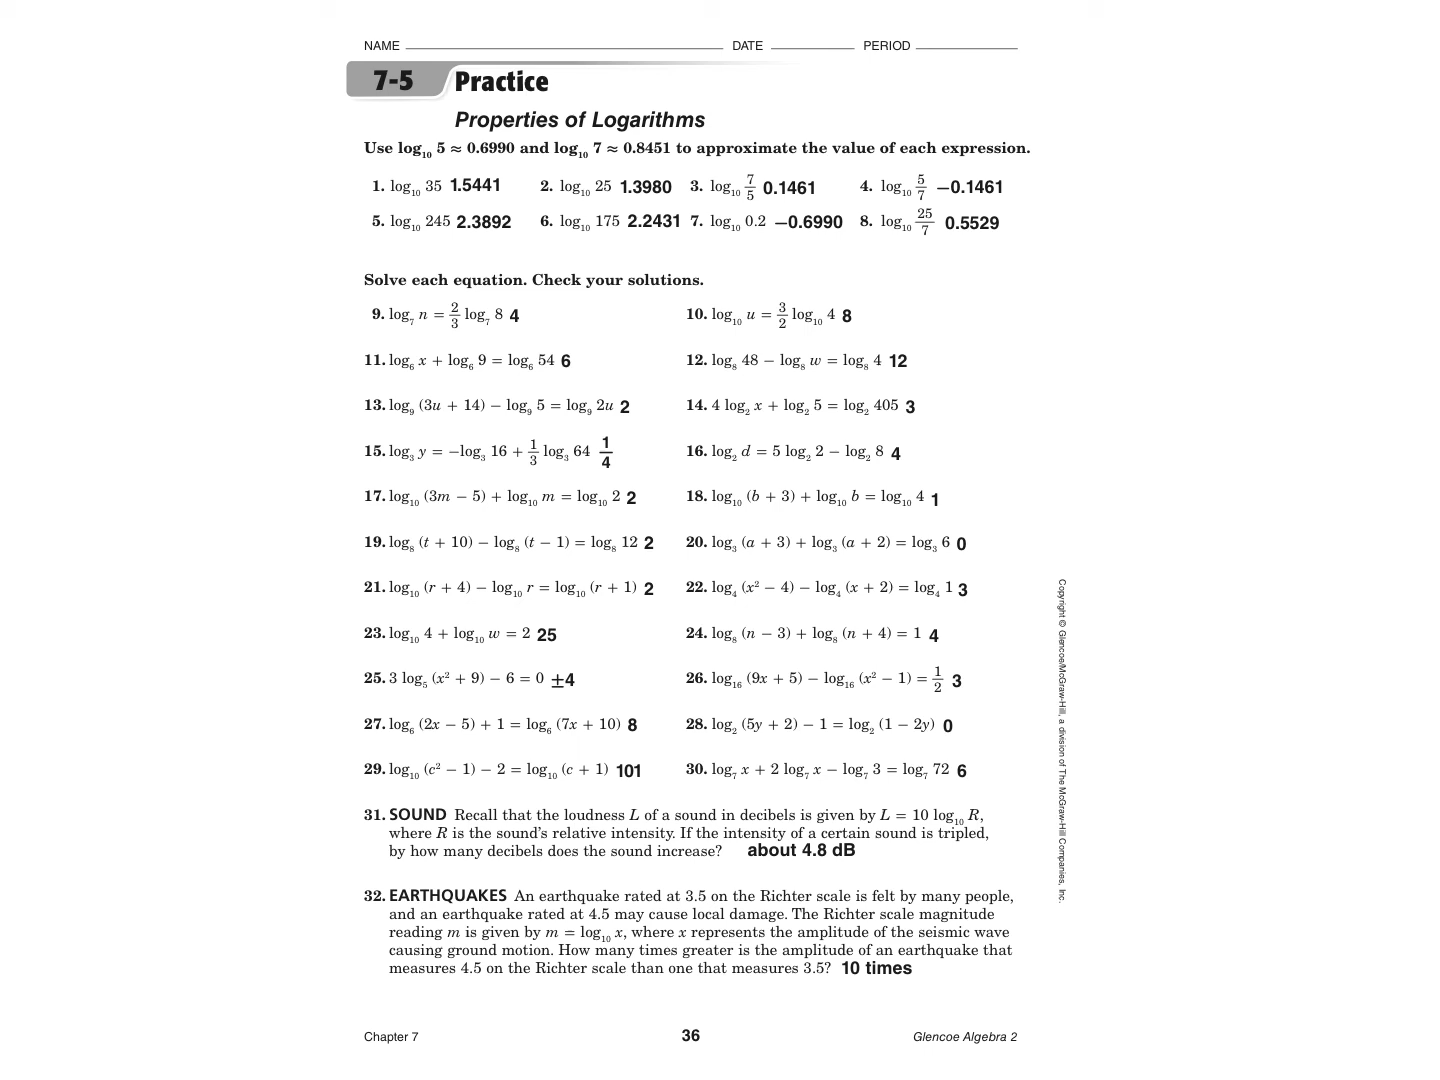 NAME ______ DATE ______ PERIOD ______
7-5 Practice
Properties of Logarithms
Use log₁₀ 5 ≈ 0.6990 and log₁₀ 7 ≈ 0.8451 to approximate the value of each expression.
1. log₁₀ 35 1.5441 2. log₁₀ 25 1.3980 3. log₁₀ 7/5 0.1461 4. log₁₀ 5/7 −0.1461
5. log₁₀ 245 2.3892 6. log₁₀ 175 2.2431 7. log₁₀ 0.2 −0.6990 8. log₁₀ 25/7 0.5529
Solve each equation. Check your solutions.
9. log₇ n = 2/3 log₇ 8 4 10. log₁₀ u = 3/2 log₁₀ 4 8
11. log₆ x + log₆ 9 = log₆ 54 6 12. log₈ 48 − log₈ w = log₈ 4 12
13. log₉ (3u + 14) − log₉ 5 = log₉ 2u 2 14. 4 log₂ x + log₂ 5 = log₂ 405 3
15. log₃ y = −log₃ 16 + 1/3 log₃ 64 1/4 16. log₂ d = 5 log₂ 2 − log₂ 8 4
17. log₁₀ (3m − 5) + log₁₀ m = log₁₀ 2 2 18. log₁₀ (b + 3) + log₁₀ b = log₁₀ 4 1
19. log₈ (t + 10) − log₈ (t − 1) = log₈ 12 2 20. log₃ (a + 3) + log₃ (a + 2) = log₃ 6 0
21. log₁₀ (r + 4) − log₁₀ r = log₁₀ (r + 1) 2 22. log₄ (x² − 4) − log₄ (x + 2) = log₄ 1 3
23. log₁₀ 4 + log₁₀ w = 2 25 24. log₈ (n − 3) + log₈ (n + 4) = 1 4
25. 3 log₅ (x² + 9) − 6 = 0 ±4 26. log₁₆ (9x + 5) − log₁₆ (x² − 1) = 1/2 3
27. log₆ (2x − 5) + 1 = log₆ (7x + 10) 8 28. log₂ (5y + 2) − 1 = log₂ (1 − 2y) 0
29. log₁₀ (c² − 1) − 2 = log₁₀ (c + 1) 101 30. log₇ x + 2 log₇ x − log₇ 3 = log₇ 72 6
31. SOUND Recall that the loudness L of a sound in decibels is given by L = 10 log₁₀ R,
where R is the sound's relative intensity. If the intensity of a certain sound is tripled,
by how many decibels does the sound increase? about 4.8 dB
32. EARTHQUAKES An earthquake rated at 3.5 on the Richter scale is felt by many people,
and an earthquake rated at 4.5 may cause local damage. The Richter scale magnitude
reading m is given by m = log₁₀ x, where x represents the amplitude of the seismic wave
causing ground motion. How many times greater is the amplitude of an earthquake that
measures 4.5 on the Richter scale than one that measures 3.5? 10 times
Copyright © Glencoe/McGraw-Hill, a division of The McGraw-Hill Companies, Inc.
Chapter 7 36 Glencoe Algebra 2